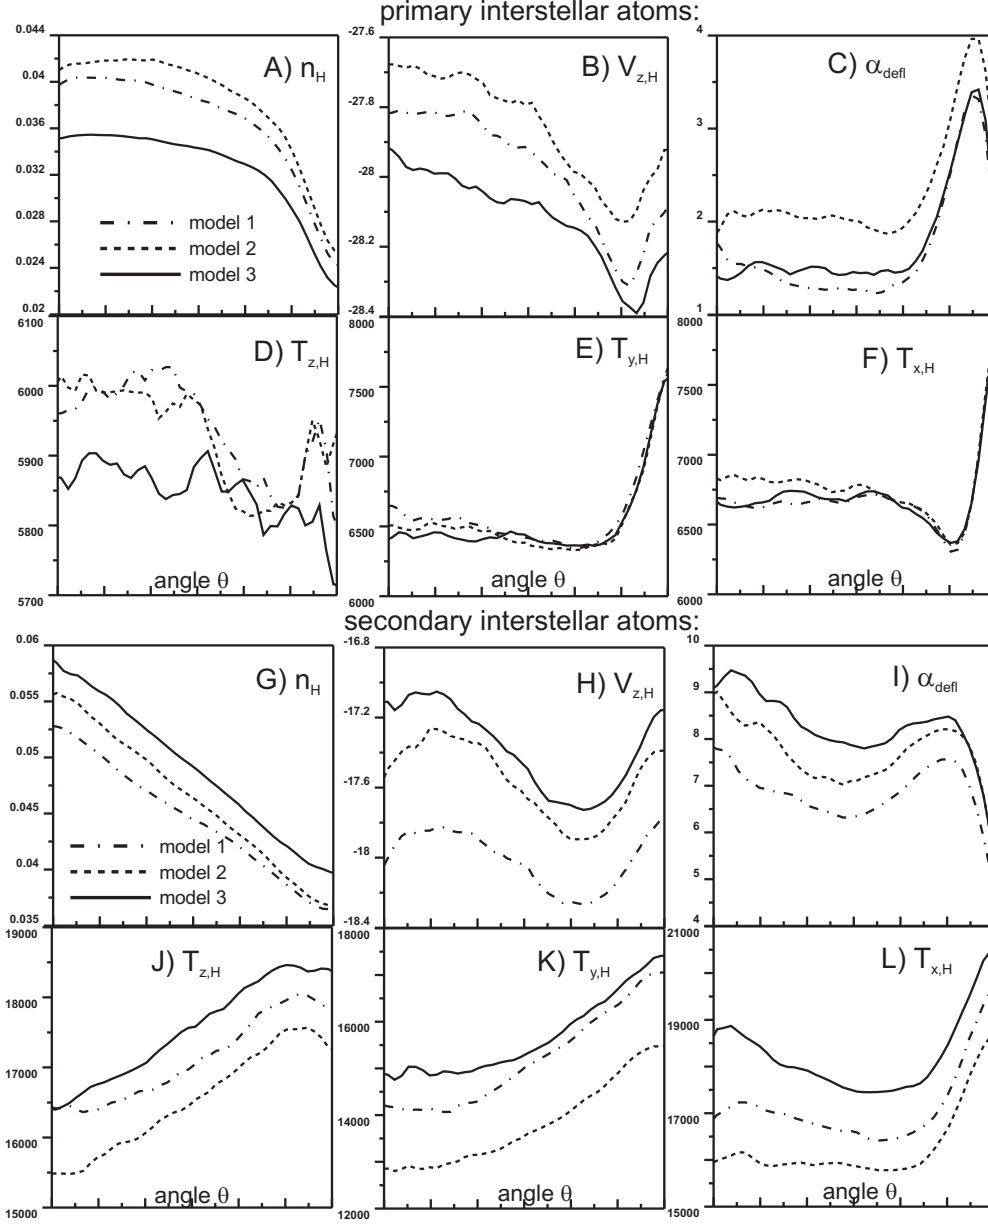 primary interstellar atoms:
A) n_H
B) V_z,H
C) α_defl
0.044
0.04
0.036
0.032
0.028
0.024
0.02
-27.6
-27.8
-28
-28.2
-28.4
4
3
2
1
model 1
model 2
model 3
D) T_z,H
E) T_y,H
F) T_x,H
6100
6000
5900
5800
5700
8000
7500
7000
6500
6000
8000
7500
7000
6500
6000
angle θ
angle θ
angle θ
secondary interstellar atoms:
G) n_H
H) V_z,H
I) α_defl
0.06
0.055
0.05
0.045
0.04
0.035
-16.8
-17.2
-17.6
-18
-18.4
10
9
8
7
6
5
4
model 1
model 2
model 3
J) T_z,H
K) T_y,H
L) T_x,H
19000
18000
17000
16000
15000
18000
16000
14000
12000
21000
19000
17000
15000
angle θ
angle θ
angle θ